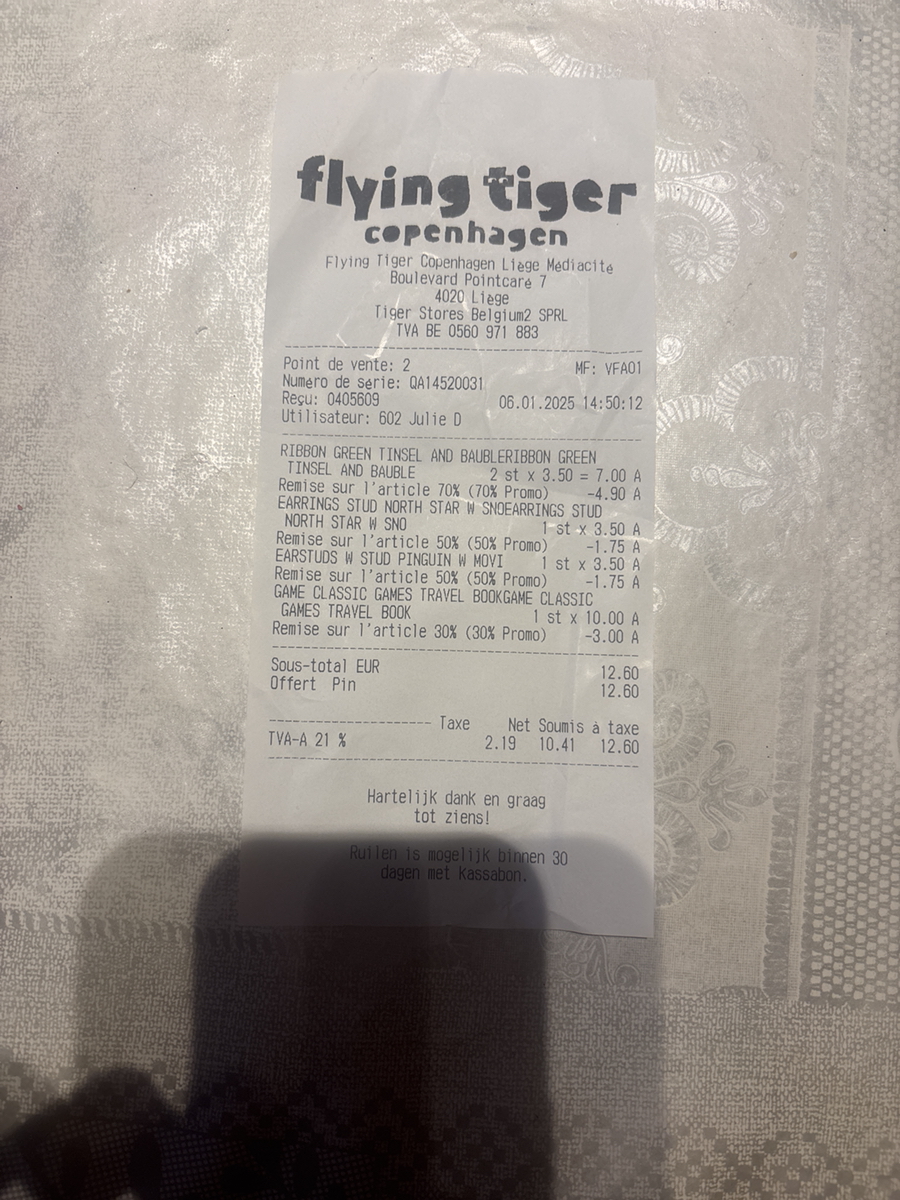 flying tiger
copenhagen
Flying Tiger Copenhagen Liège Médiacité
Boulevard Pointcaré 7
4020 Liège
Tiger Stores Belgium2 SPRL
TVA BE 0560 971 883
Point de vente: 2 MF: VFA01
Numéro de série: QA14520031
Reçu: 0405609 06.01.2025 14:50:12
Utilisateur: 602 Julie D
RIBBON GREEN TINSEL AND BAUBLERIBBON GREEN
TINSEL AND BAUBLE 2 st x 3.50 = 7.00 A
Remise sur l'article 70% (70% Promo) -4.90 A
EARRINGS STUD NORTH STAR W SNOEARRINGS STUD
NORTH STAR W SNO 1 st x 3.50 A
Remise sur l'article 50% (50% Promo) -1.75 A
EARSTUDS W STUD PINGUIN W MOVI 1 st x 3.50 A
Remise sur l'article 50% (50% Promo) -1.75 A
GAME CLASSIC GAMES TRAVEL BOOKGAME CLASSIC
GAMES TRAVEL BOOK 1 st x 10.00 A
Remise sur l'article 30% (30% Promo) -3.00 A
Sous-total EUR 12.60
Offert Pin 12.60
Taxe Net Soumis à taxe
TVA-A 21 % 2.19 10.41 12.60
Hartelijk dank en graag
tot ziens!
Ruilen is mogelijk binnen 30
dagen met kassabon.